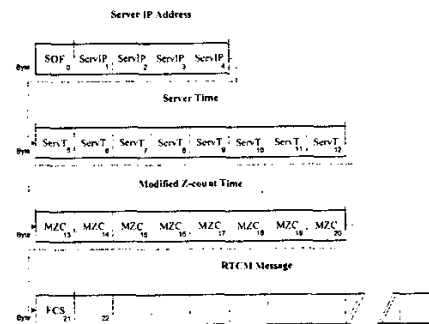 Server IP Address
SOF ServIP ServIP ServIP ServIP
Byte 0 1 2 3 4
Server Time
ServT ServT ServT ServT ServT ServT ServT ServT
Byte 5 6 7 8 9 10 11 12
Modified Z-count Time
MZC MZC MZC MZC MZC MZC MZC MZC
Byte 13 14 15 16 17 18 19 20
RTCM Message
FCS
Byte 21 22